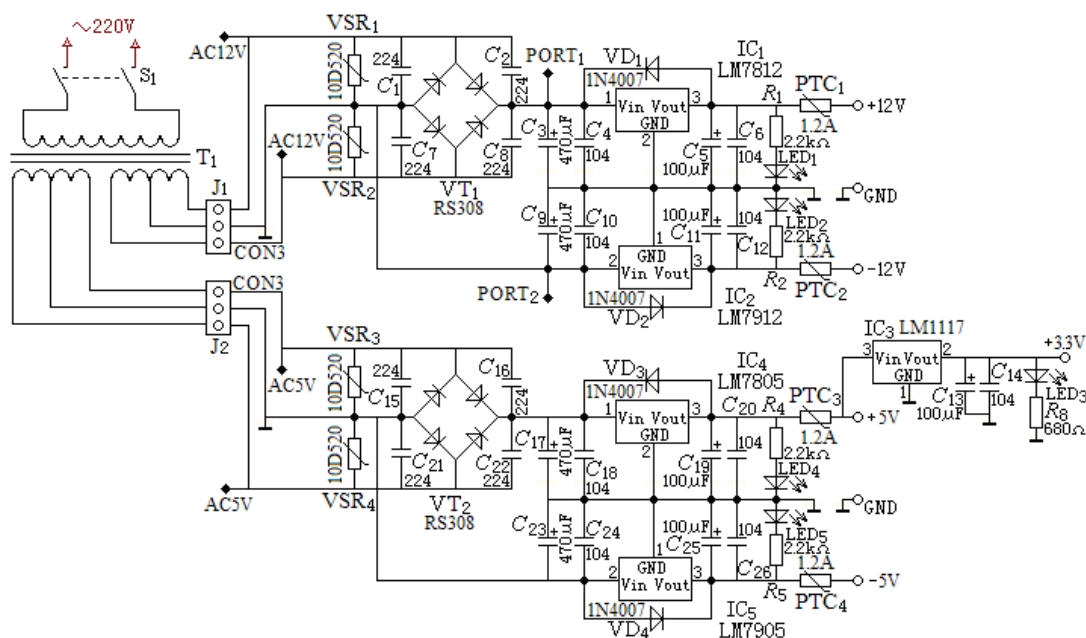 ~220V
S₁
T₁
AC12V
VSR₁
10D520
224
C₁
C₂
224
10D520
AC12V
VSR₂
C₇
224
C₈
224
VT₁
RS308
J1
CON3
PORT₁
VD₁
1N4007
IC₁
LM7812
1 Vin Vout 3
GND
2
C₃
470μF
C₄
104
C₅
100μF
C₆
104
R₁
2.2kΩ
LED₁
PTC₁
1.2A
+12V
GND
C₉
470μF
C₁₀
104
100μF
C₁₁
104
C₁₂
LED₂
2.2kΩ
R₂
1.2A
PTC₂
-12V
1
GND
2 Vin Vout 3
1N4007
VD₂
IC₂
LM7912
PORT₂
CON3
J2
AC5V
VSR₃
10D520
224
C₁₅
C₁₆
224
10D520
AC5V
VSR₄
C₂₁
224
C₂₂
224
VT₂
RS308
VD₃
1N4007
IC₄
LM7805
1 Vin Vout 3
GND
2
C₁₇
470μF
C₁₈
104
C₁₉
100μF
C₂₀
104
R₄
2.2kΩ
LED₄
PTC₃
1.2A
+5V
GND
IC₃
LM1117
3 Vin Vout 2
GND
1
+3.3V
C₁₃
100μF
C₁₄
104
LED₃
R₈
680Ω
C₂₃
470μF
C₂₄
104
100μF
C₂₅
104
C₂₆
LED₅
2.2kΩ
R₅
1.2A
PTC₄
-5V
1
GND
2 Vin Vout 3
1N4007
VD₄
IC₅
LM7905